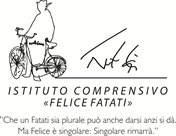 ISTITUTO COMPRENSIVO
«FELICE FATATI»
"Che un Fatati sia plurale può anche darsi anzi si dà.
Ma Felice è singolare: Singolare rimarrà."